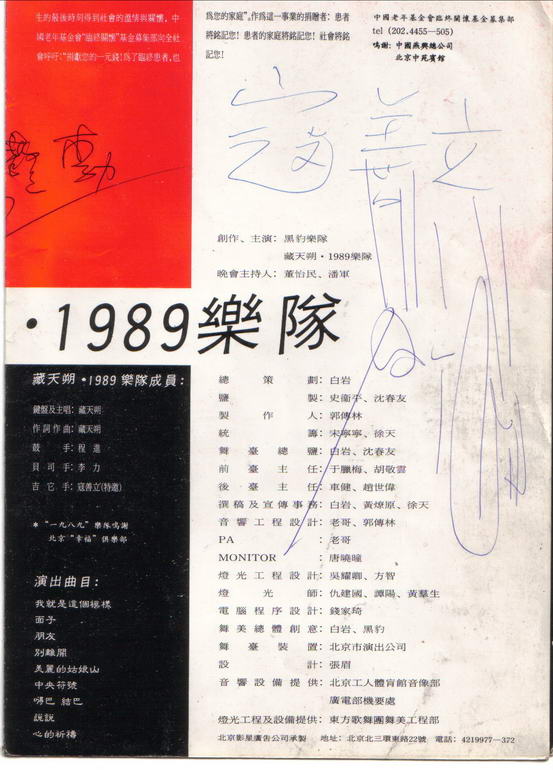 生的最後時刻得到社會的溫情與關懷，中
國老年基金會"臨終關懷"基金募集部向全社
會呼吁:"捐獻您的一元錢!爲了臨終患者,也
爲您的家庭".作爲這一事業的捐贈者: 患者
將銘記您! 患者的家庭將銘記您! 社會將銘
記您!
中國老年基金會臨終關懷基金募集部
tel (202.4455—505)
鳴謝: 中國燕興總公司
北京中苑賓館
創作、主演: 黑豹樂隊
藏天朔·1989樂隊
晚會主持人: 董怡民、潘軍
·1989樂隊
藏天朔·1989樂隊成員:
鍵盤及主唱: 藏天朔
作詞作曲: 藏天朔
鼓手: 程進
貝司手: 李力
吉它手: 寇善立(特邀)
＊"一九八九"樂隊鳴謝
北京"幸福"俱樂部
演出曲目:
我就是這個模樣
面子
朋友
別離開
美麗的姑娘山
中央符號
嘚巴 結巴
説説
心的祈禱
總策劃: 白岩
監製: 史衞平、沈春友
製作人: 郭傳林
統籌: 宋寧寧、徐天
舞臺總監: 白岩、沈春友
前臺主任: 于臘梅、胡敬雲
後臺主任: 車健、趙世偉
撰稿及宣傳事務: 白岩、黃燎原、徐天
音響工程設計: 老哥、郭傳林
PA: 老哥
MONITOR: 唐曉曈
燈光工程設計: 吳耀卿、方智
燈光師: 仇建國、譚陽、黃羣生
電腦程序設計: 錢家琦
舞美總體創意: 白岩、黑豹
舞臺裝置: 北京市演出公司
設計: 張眉
音響設備提供: 北京工人體育館音像部
廣電部機要處
燈光工程及設備提供: 東方歌舞團舞美工程部
北京影星廣告公司承製 地址: 北京北三環東路22號 電話: 4219977—372